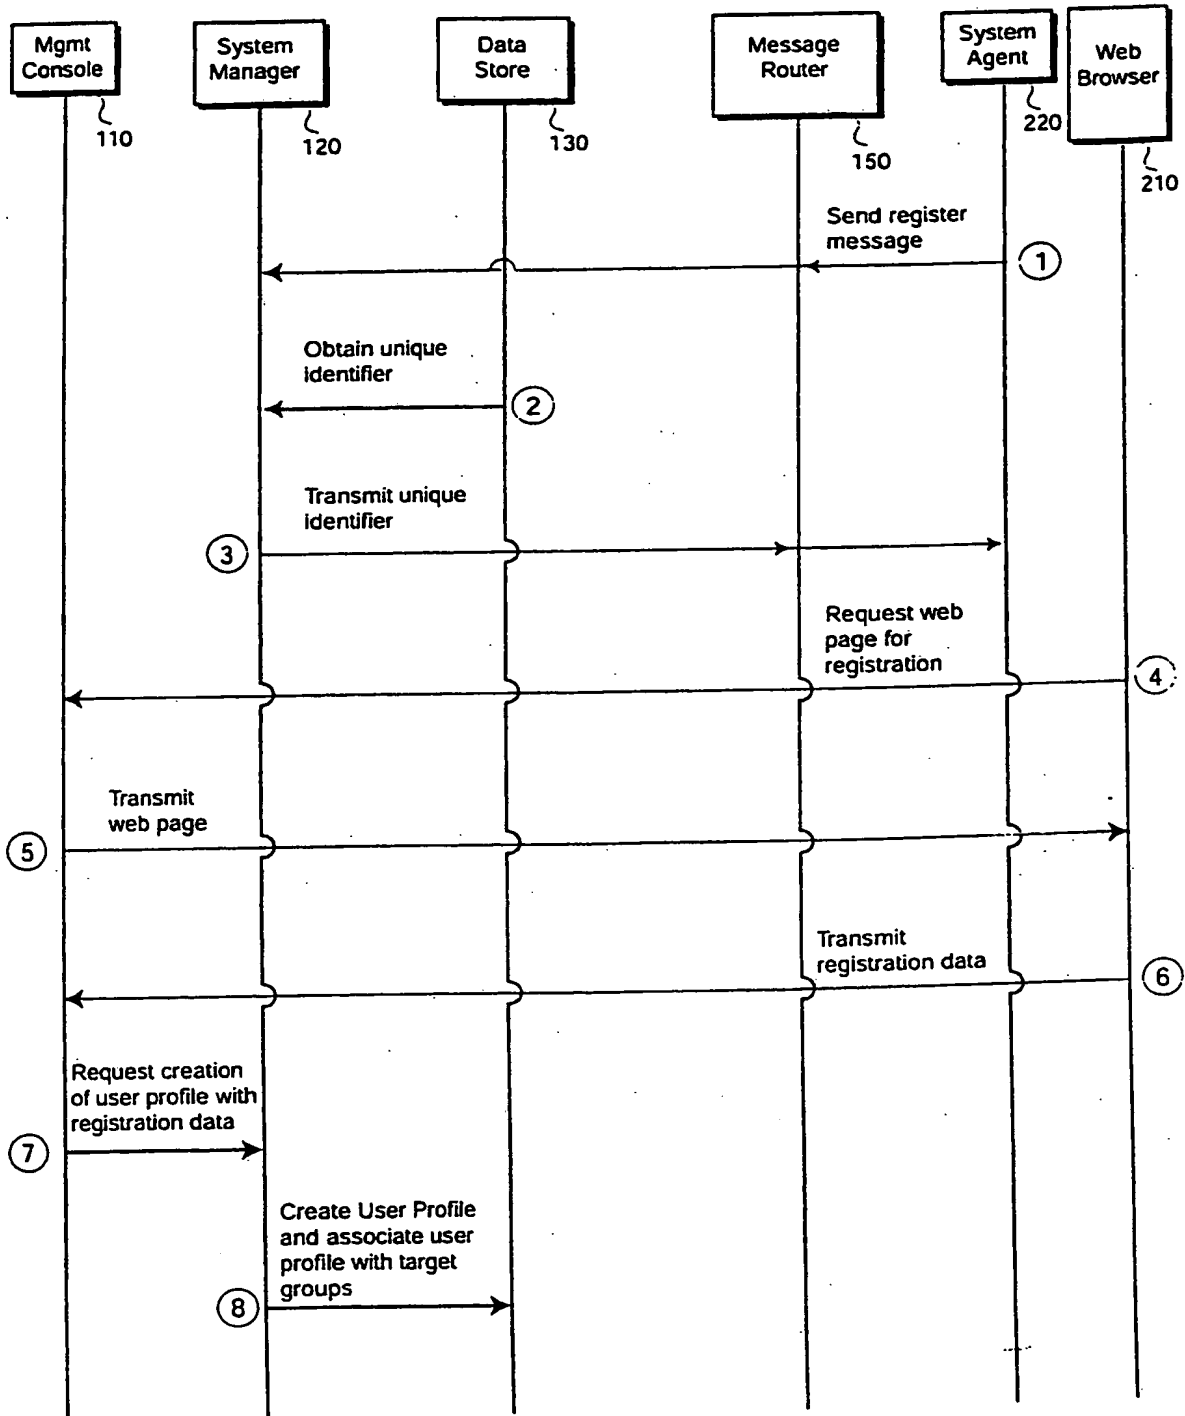 Mgmt
Console
110
System
Manager
120
Data
Store
130
Message
Router
150
System
Agent
220
Web
Browser
210
Send register
message
1
Obtain unique
identifier
2
Transmit unique
identifier
3
Request web
page for
registration
4
Transmit
web page
5
Transmit
registration data
6
Request creation
of user profile with
registration data
7
Create User Profile
and associate user
profile with target
groups
8